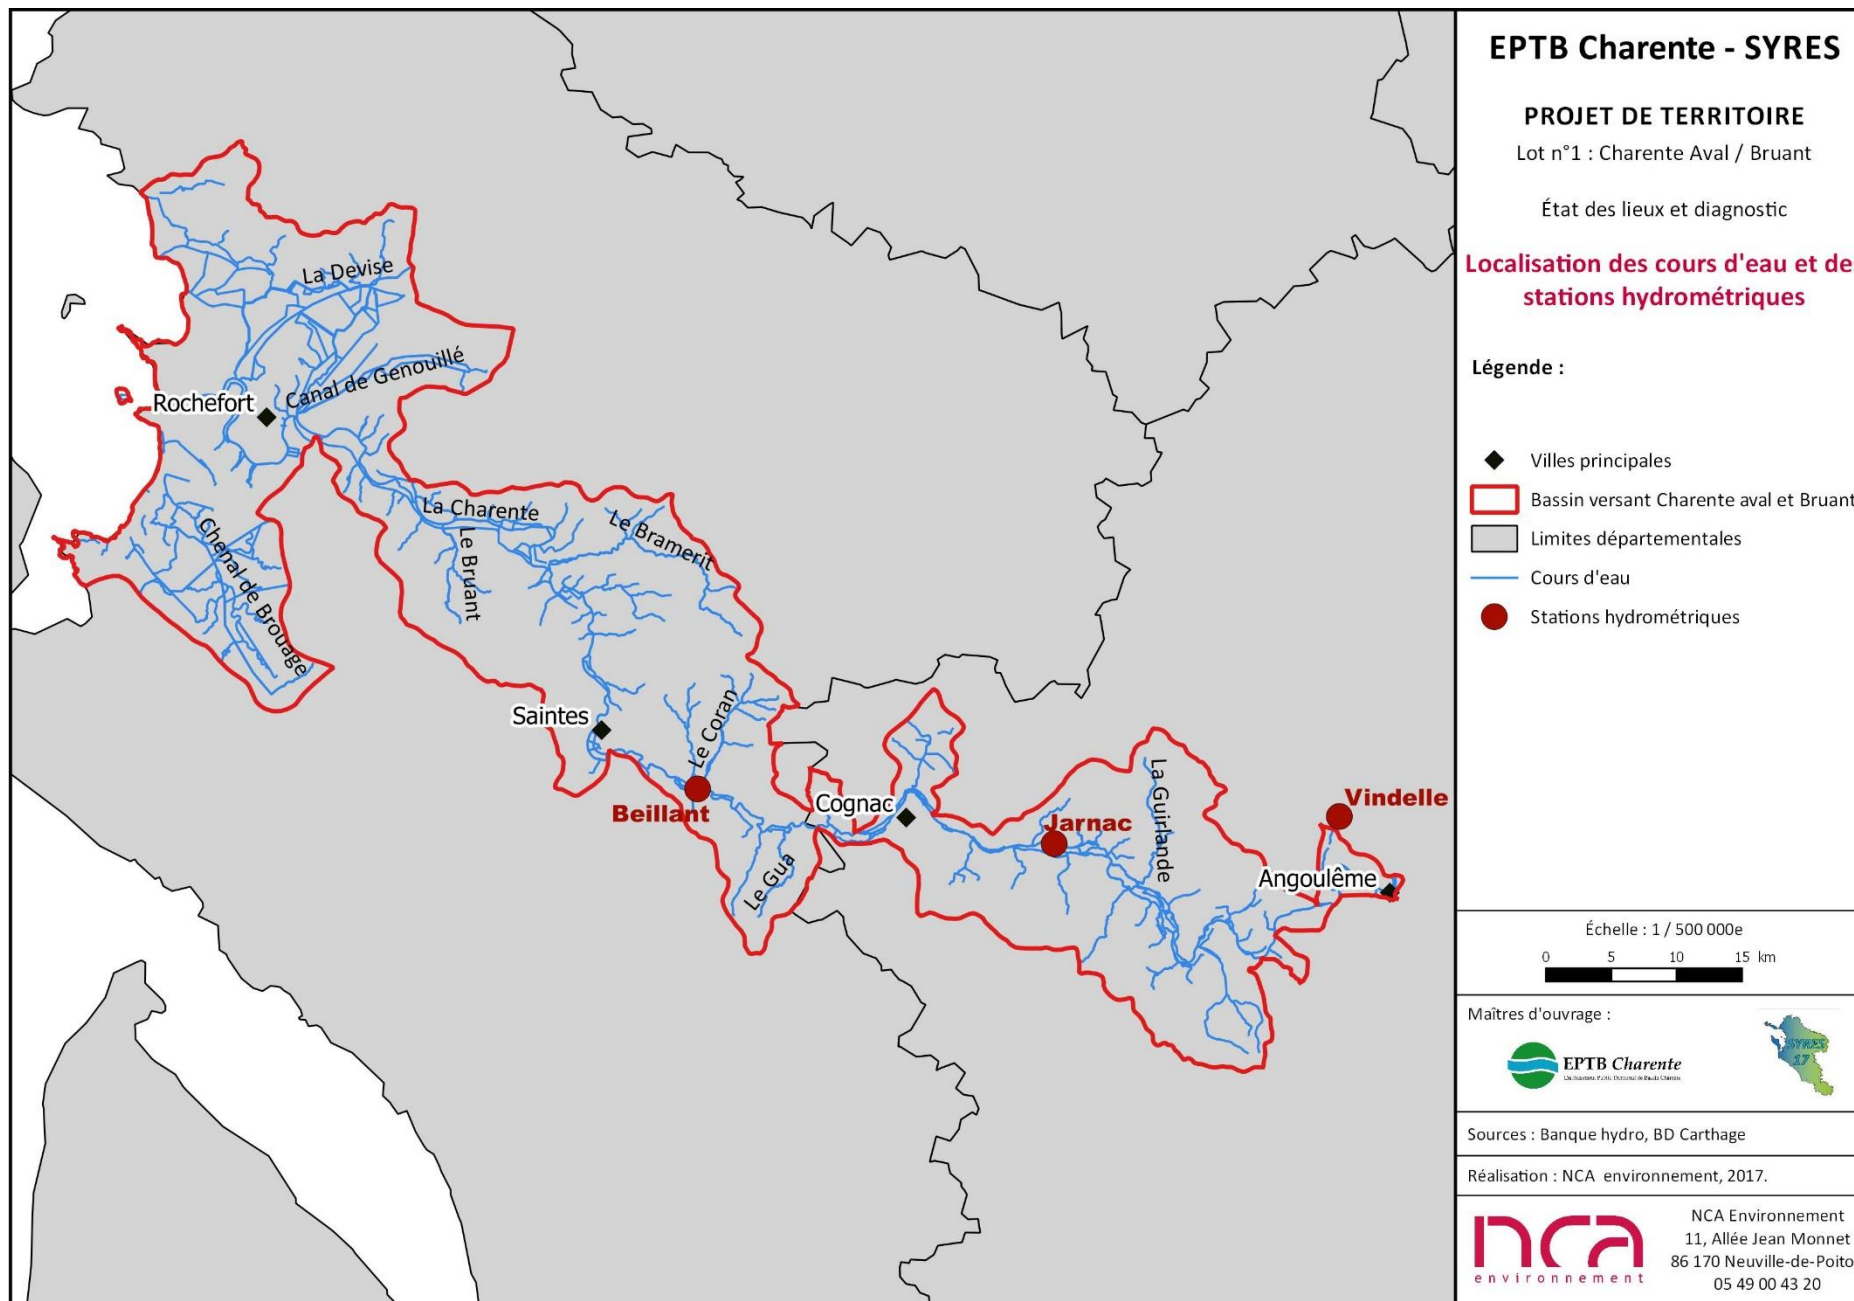 EPTB Charente - SYRES
PROJET DE TERRITOIRE
Lot n°1 : Charente Aval / Bruant
État des lieux et diagnostic
Localisation des cours d'eau et de
stations hydrométriques
Légende :
Villes principales
Bassin versant Charente aval et Bruant
Limites départementales
Cours d'eau
Stations hydrométriques
Échelle : 1 / 500 000e
0 5 10 15 km
Maîtres d'ouvrage :
EPTB Charente
SYRES
17
Sources : Banque hydro, BD Carthage
Réalisation : NCA environnement, 2017.
nca
environnement
NCA Environnement
11, Allée Jean Monnet
86 170 Neuville-de-Poito
05 49 00 43 20
La Devise
Canal de Genouillé
Rochefort
La Charente
Le Bramerit
Le Bruant
Chenal de Brouage
Saintes
Le Coran
Beillant
Cognac
Le Gua
Jarnac
La Guirlande
Vindelle
Angoulême